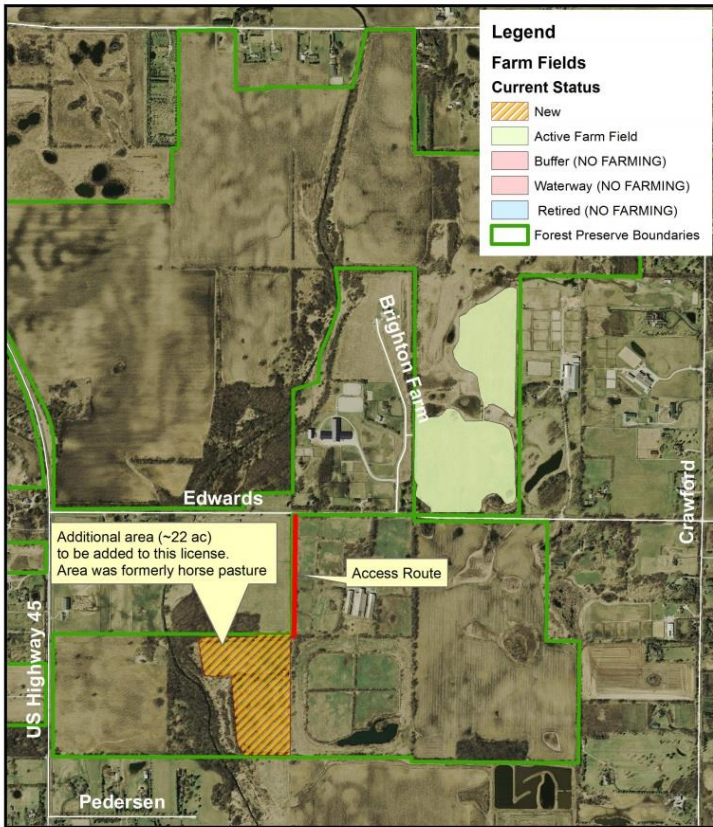 Legend
Farm Fields
Current Status
New
Active Farm Field
Buffer (NO FARMING)
Waterway (NO FARMING)
Retired (NO FARMING)
Forest Preserve Boundaries
Brighton Farm
Edwards
Crawford
Additional area (~22 ac)
to be added to this license.
Area was formerly horse pasture
Access Route
US Highway 45
Pedersen